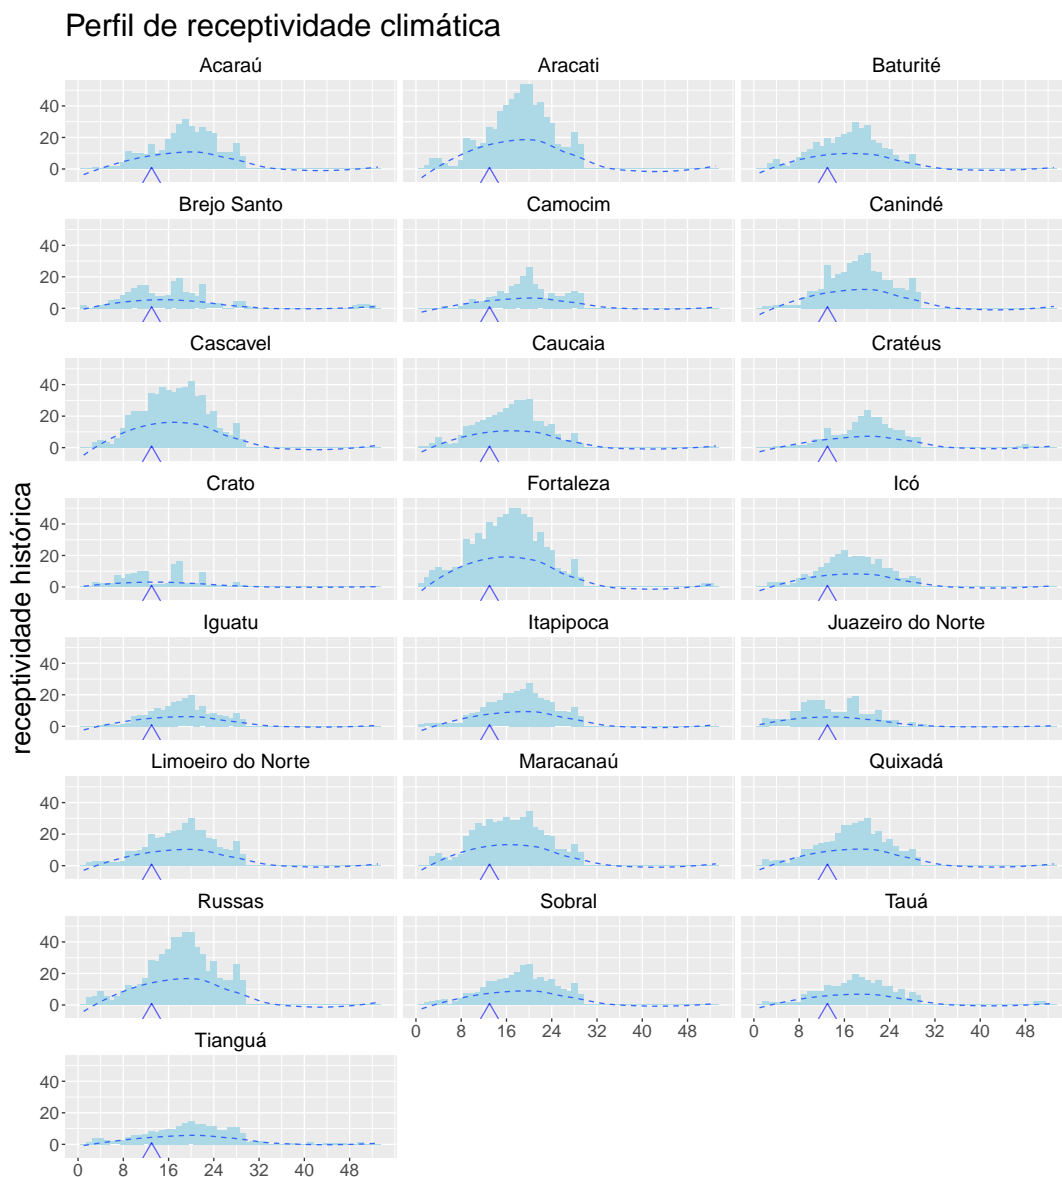 Perfil de receptividade climática
Acaraú Aracati Baturité
40
20
0
Brejo Santo Camocim Canindé
40
20
0
Cascavel Caucaia Cratéus
40
20
0
Crato Fortaleza Icó
40
20
0
receptividade histórica
Iguatu Itapipoca Juazeiro do Norte
40
20
0
Limoeiro do Norte Maracanaú Quixadá
40
20
0
Russas Sobral Tauá
40
20
0
0 8 16 24 32 40 48 0 8 16 24 32 40 48
Tianguá
40
20
0
0 8 16 24 32 40 48